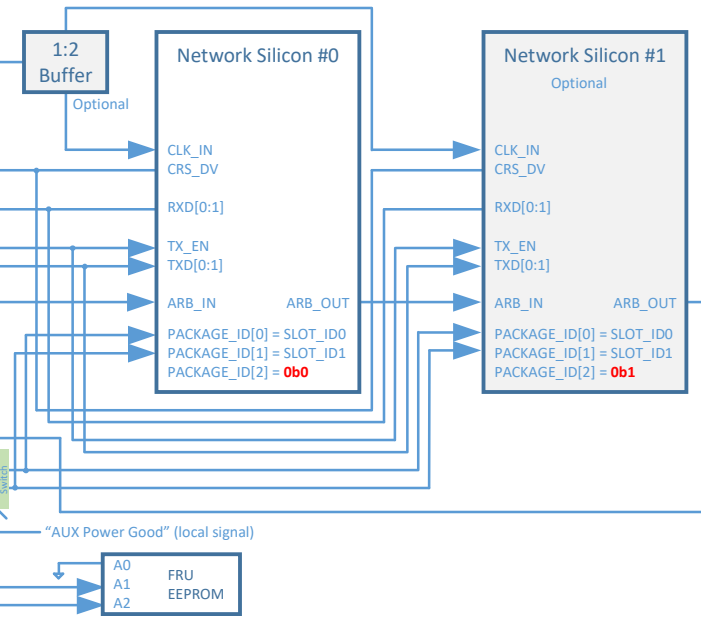 1:2
Buffer
Optional
Network Silicon #0
CLK_IN
CRS_DV
RXD[0:1]
TX_EN
TXD[0:1]
ARB_IN
ARB_OUT
PACKAGE_ID[0] = SLOT_ID0
PACKAGE_ID[1] = SLOT_ID1
PACKAGE_ID[2] = 0b0
Network Silicon #1
Optional
CLK_IN
CRS_DV
RXD[0:1]
TX_EN
TXD[0:1]
ARB_IN
ARB_OUT
PACKAGE_ID[0] = SLOT_ID0
PACKAGE_ID[1] = SLOT_ID1
PACKAGE_ID[2] = 0b1
Switch
“AUX Power Good” (local signal)
A0
A1
A2
FRU
EEPROM